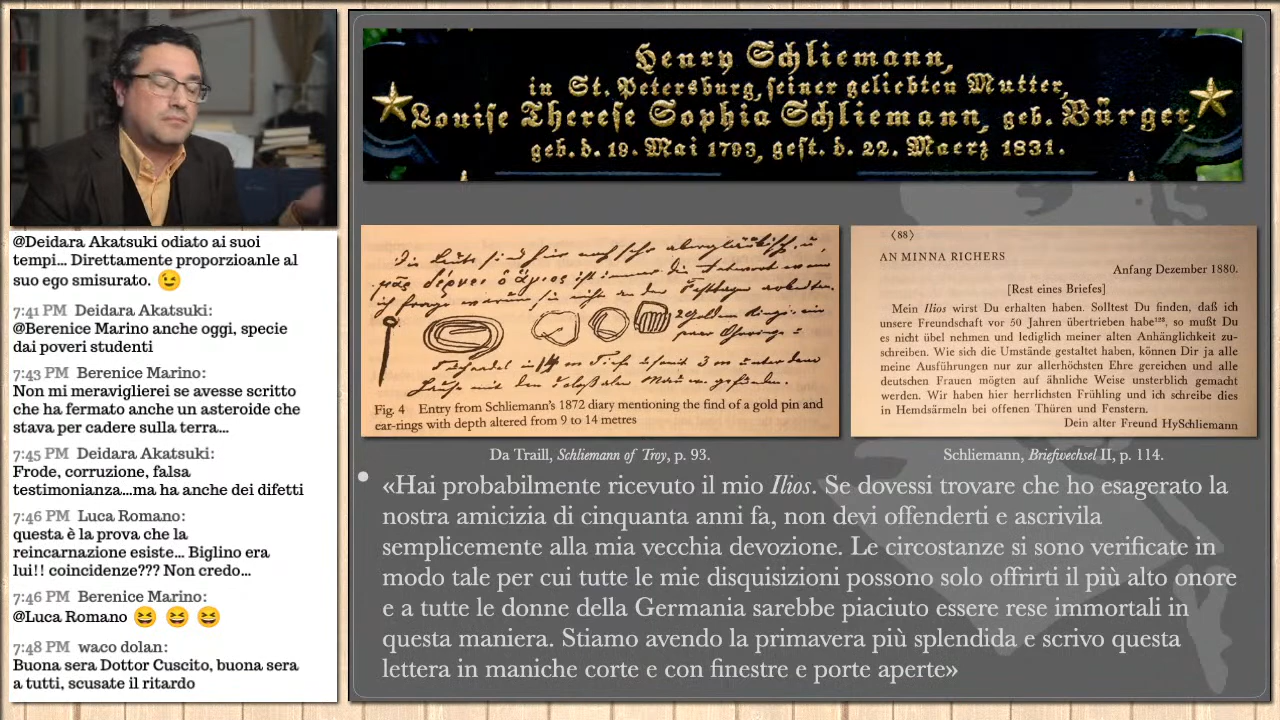 @Deidara Akatsuki odiato ai suoi
tempi... Direttamente proporzioanle al
suo ego smisurato. 😉
7:41 PM Deidara Akatsuki:
@Berenice Marino anche oggi, specie
dai poveri studenti
7:43 PM Berenice Marino:
Non mi meraviglierei se avesse scritto
che ha fermato anche un asteroide che
stava per cadere sulla terra...
7:45 PM Deidara Akatsuki:
Frode, corruzione, falsa
testimonianza...ma ha anche dei difetti
7:46 PM Luca Romano:
questa è la prova che la
reincarnazione esiste... Biglino era
lui!! coincidenze??? Non credo...
7:46 PM Berenice Marino:
@Luca Romano 😆 😆 😆
7:48 PM waco dolan:
Buona sera Dottor Cuscito, buona sera
a tutti, scusate il ritardo
Henry Schliemann,
in St. Petersburg, seiner geliebten Mutter,
Louise Therese Sophia Schliemann, geb. Bürger,
geb. d. 19. Mai 1793, gest. d. 22. Maerz 1831.
Fig. 4 Entry from Schliemann's 1872 diary mentioning the find of a gold pin and
ear-rings with depth altered from 9 to 14 metres
Da Traill, Schliemann of Troy, p. 93.
⟨88⟩
AN MINNA RICHERS
Anfang Dezember 1880.
[Rest eines Briefes]
Mein Ilios wirst Du erhalten haben. Solltest Du finden, daß ich
unsere Freundschaft vor 50 Jahren übertrieben habe¹²⁸, so mußt Du
es nicht übel nehmen und lediglich meiner alten Anhänglichkeit zu-
schreiben. Wie sich die Umstände gestaltet haben, können Dir ja alle
meine Ausführungen nur zur allerhöchsten Ehre gereichen und alle
deutschen Frauen mögten auf ähnliche Weise unsterblich gemacht
werden. Wir haben hier herrlichsten Frühling und ich schreibe dies
in Hemdsärmeln bei offenen Thüren und Fenstern.
Dein alter Freund HySchliemann
Schliemann, Briefwechsel II, p. 114.
• «Hai probabilmente ricevuto il mio Ilios. Se dovessi trovare che ho esagerato la
nostra amicizia di cinquanta anni fa, non devi offenderti e ascrivila
semplicemente alla mia vecchia devozione. Le circostanze si sono verificate in
modo tale per cui tutte le mie disquisizioni possono solo offrirti il più alto onore
e a tutte le donne della Germania sarebbe piaciuto essere rese immortali in
questa maniera. Stiamo avendo la primavera più splendida e scrivo questa
lettera in maniche corte e con finestre e porte aperte»